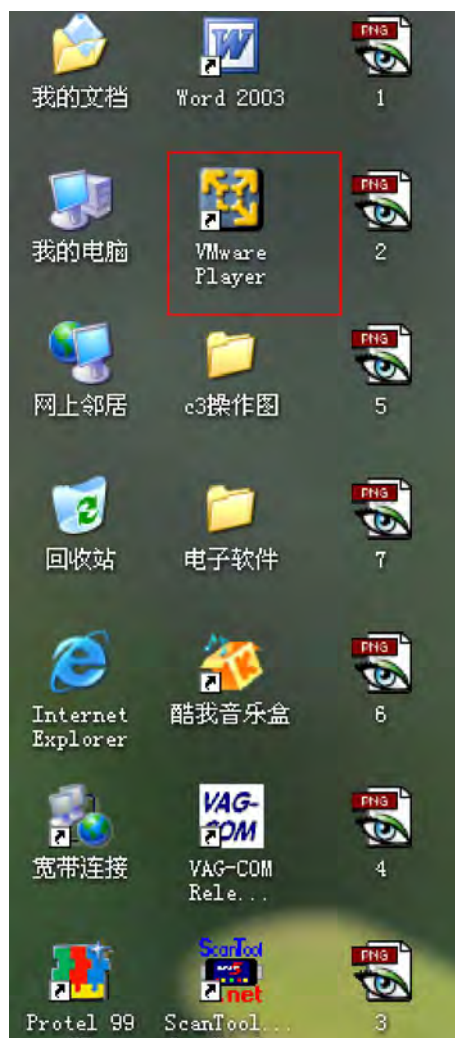 PNG
我的文档 Word 2003 1
PNG
我的电脑 VMware Player 2
PNG
网上邻居 c3操作图 5
PNG
回收站 电子软件 7
PNG
Internet Explorer 酷我音乐盒 6
VAG-COM PNG
宽带连接 VAG-COM Rele... 4
ScanTool net PNG
Protel 99 ScanTool... 3